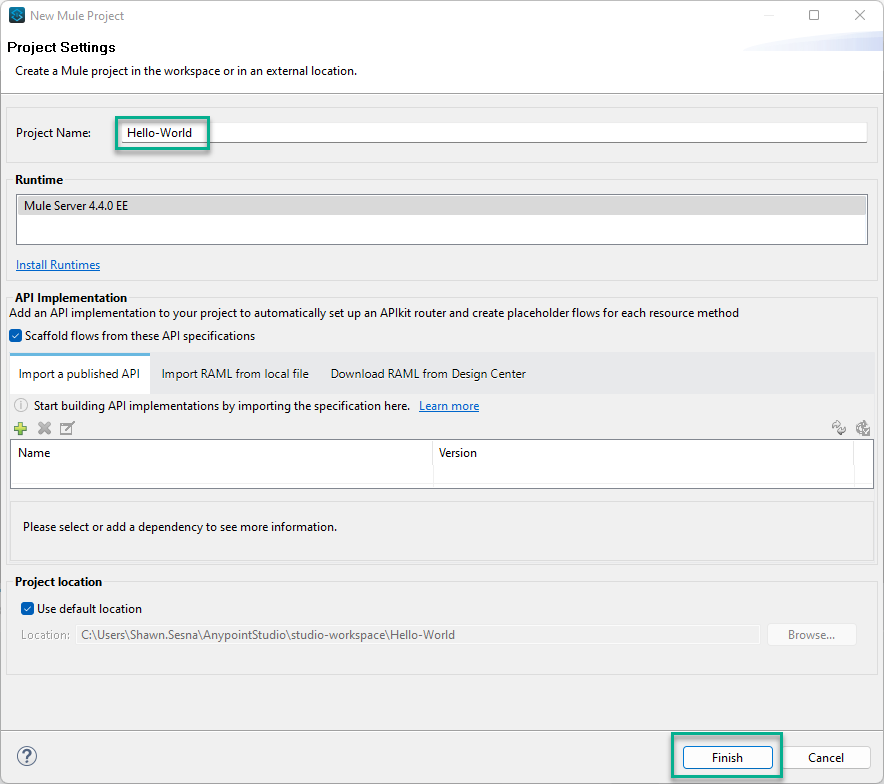 New Mule Project
Project Settings
Create a Mule project in the workspace or in an external location.
Project Name: Hello-World
Runtime
Mule Server 4.4.0 EE
Install Runtimes
API Implementation
Add an API implementation to your project to automatically set up an APIkit router and create placeholder flows for each resource method
Scaffold flows from these API specifications
Import a published API Import RAML from local file Download RAML from Design Center
Start building API implementations by importing the specification here. Learn more
Name Version
Please select or add a dependency to see more information.
Project location
Use default location
Location: C:\Users\Shawn.Sesna\AnypointStudio\studio-workspace\Hello-World Browse...
? Finish Cancel